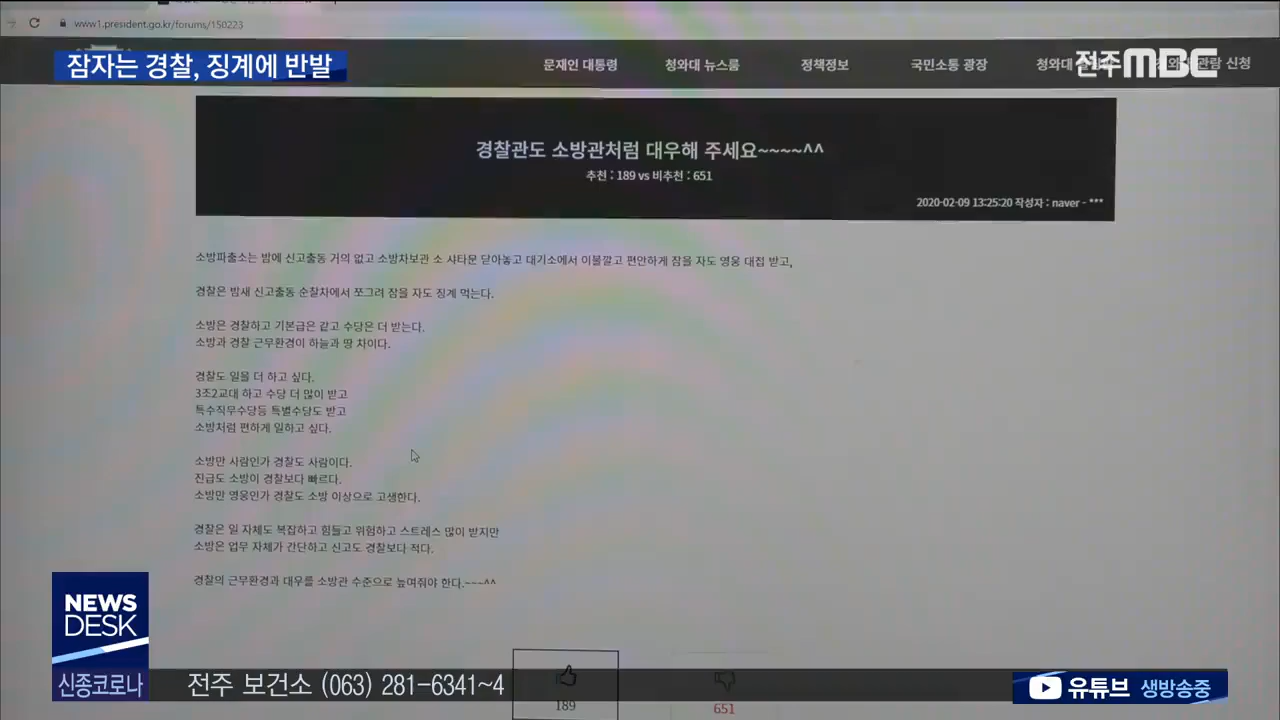 www1.president.go.kr/forums/150223
잠자는 경찰, 징계에 반발
문재인 대통령 청와대 뉴스룸 정책정보 국민소통 광장 청와대 관람 신청
전주MBC
경찰관도 소방관처럼 대우해 주세요~~~~^^
추천 : 189 vs 비추천 : 651
2020-02-09 13:25:20 작성자 : naver - ***
소방파출소는 밤에 신고출동 거의 없고 소방차보관 소 샤타문 닫아놓고 대기소에서 이불깔고 편안하게 잠을 자도 영웅 대접 받고,
경찰은 밤새 신고출동 순찰차에서 쪼그려 잠을 자도 징계 먹는다.
소방은 경찰하고 기본급은 같고 수당은 더 받는다.
소방과 경찰 근무환경이 하늘과 땅 차이다.
경찰도 일을 더 하고 싶다.
3조2교대 하고 수당 더 많이 받고
특수직무수당등 특별수당도 받고
소방처럼 편하게 일하고 싶다.
소방만 사람인가 경찰도 사람이다.
진급도 소방이 경찰보다 빠르다.
소방만 영웅인가 경찰도 소방 이상으로 고생한다.
경찰은 일 자체도 복잡하고 힘들고 위험하고 스트레스 많이 받지만
소방은 업무 자체가 간단하고 신고도 경찰보다 적다.
경찰의 근무환경과 대우를 소방관 수준으로 높여줘야 한다.~~~^^
189
651
NEWS
DESK
신종코로나
전주 보건소 (063) 281-6341~4
유튜브 생방송중